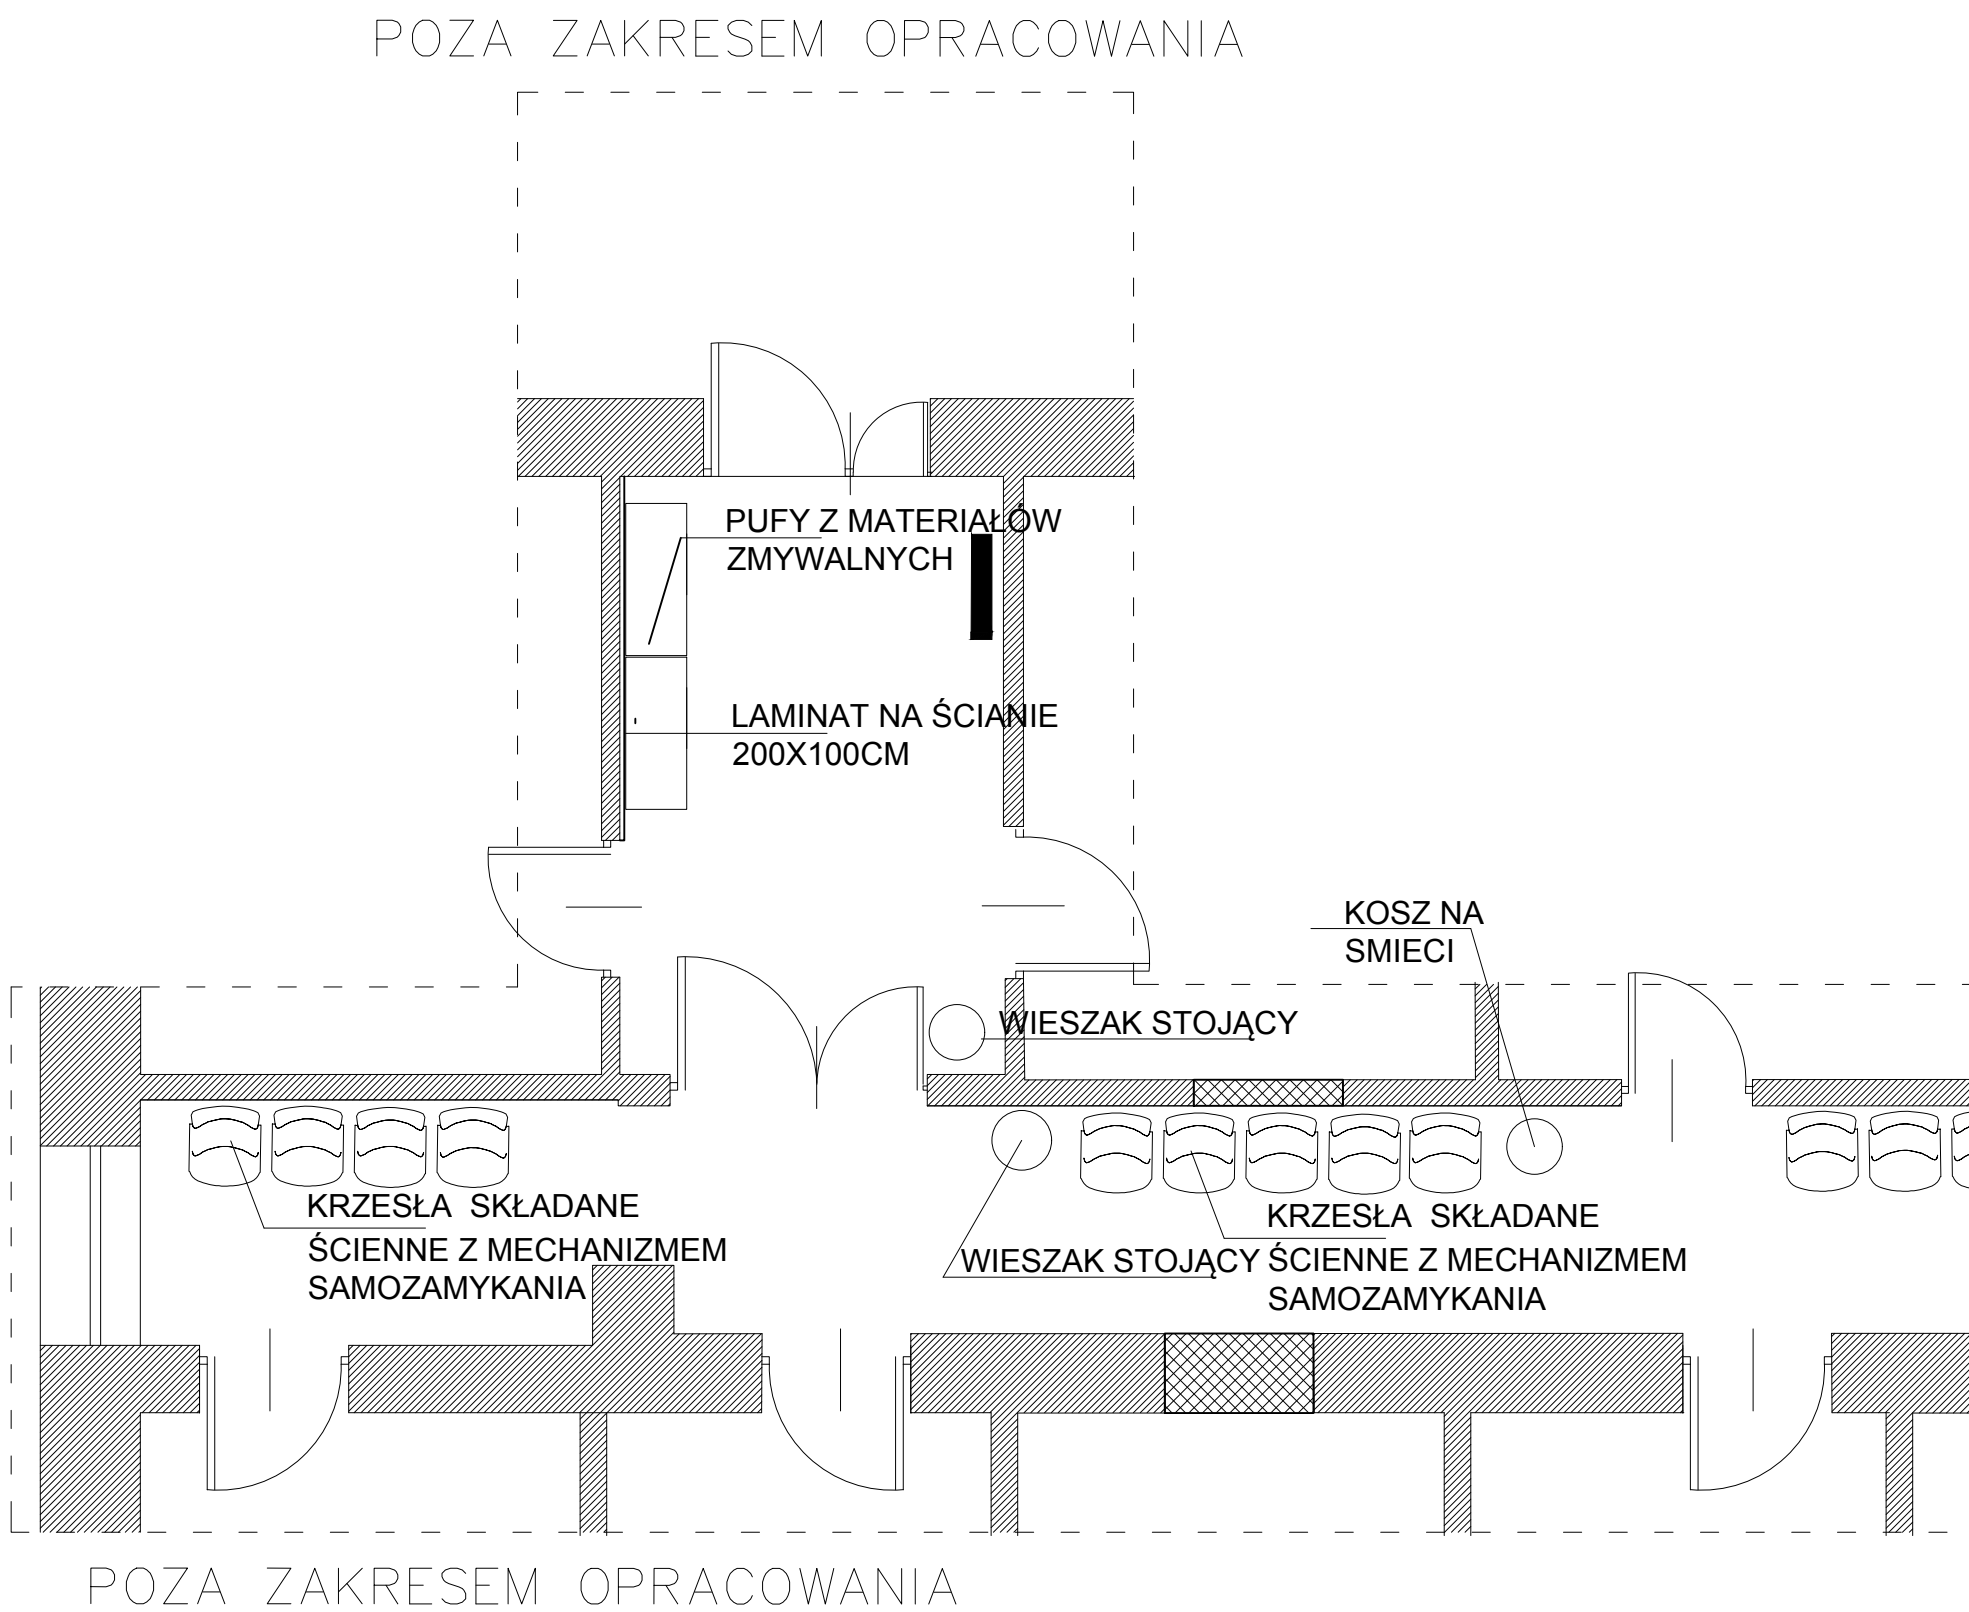 POZA ZAKRESEM OPRACOWANIA
PUFY Z MATERIAŁÓW
ZMYWALNYCH
LAMINAT NA ŚCIANIE
200X100CM
KOSZ NA
SMIECI
WIESZAK STOJĄCY
KRZESŁA SKŁADANE
ŚCIENNE Z MECHANIZMEM
SAMOZAMYKANIA
WIESZAK STOJĄCY
KRZESŁA SKŁADANE
ŚCIENNE Z MECHANIZMEM
SAMOZAMYKANIA
POZA ZAKRESEM OPRACOWANIA